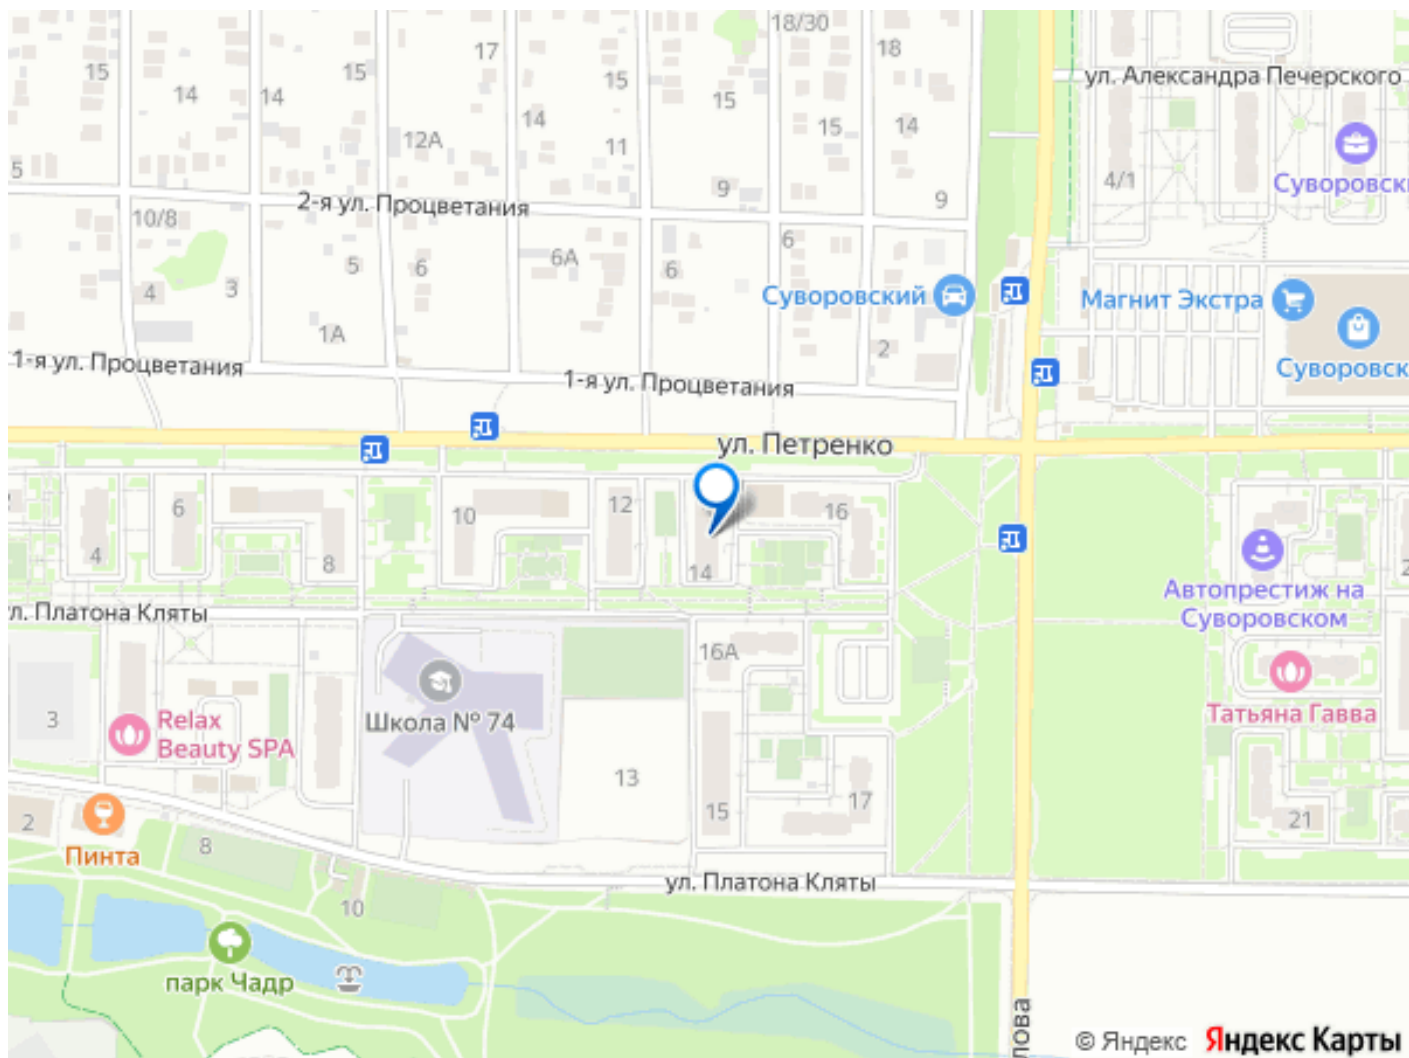 18/30
17
18
15
15
15
14
14
15
ул. Александра Печерского
14
15
14
12А
11
5
4/1
Суворовск
9
9
2-я ул. Процветания
10/8
6
6А
5
6
6
3
4
Суворовский
Магнит Экстра
1А
2
1-я ул. Процветания
Суворовск
1-я ул. Процветания
ул. Петренко
6
12
16
10
4
8
14
2
Автопрестиж на
Суворовском
л. Платона Кляты
16А
Школа № 74
Татьяна Гавва
3
Relax
Beauty SPA
13
17
15
2
21
8
Пинта
ул. Платона Кляты
10
парк Чадр
лова
© Яндекс Яндекс Карты